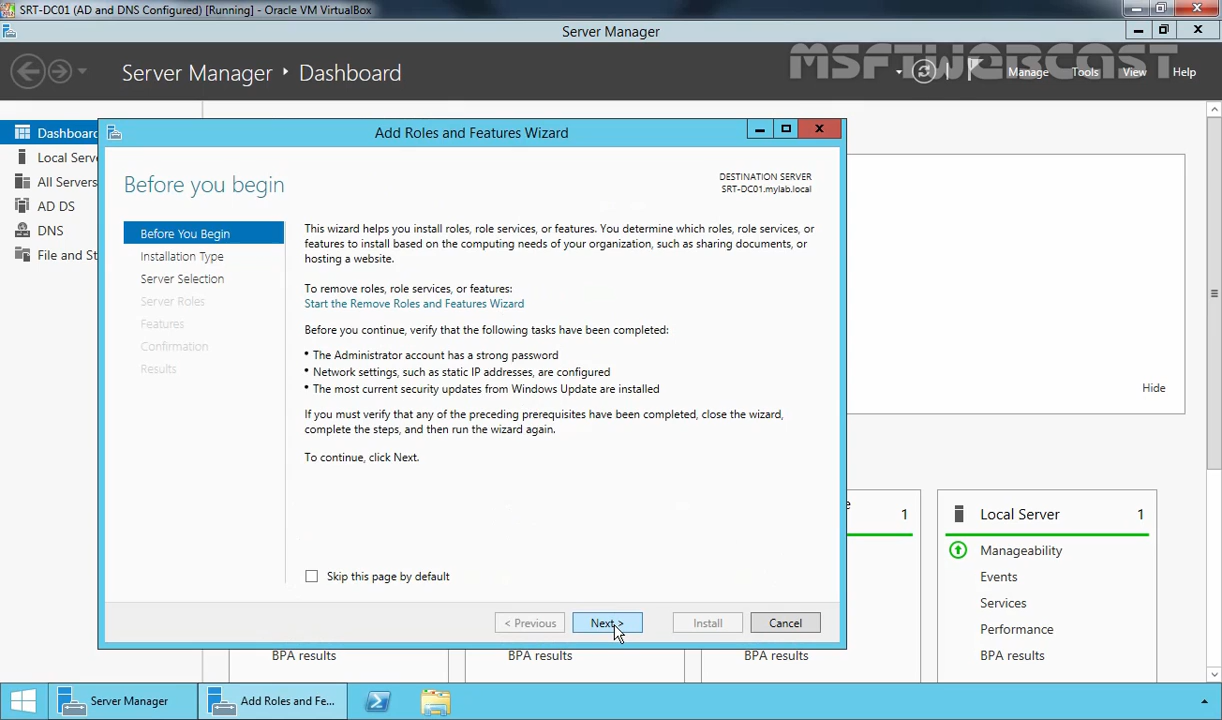 SRT-DC01 (AD and DNS Configured) [Running] - Oracle VM VirtualBox
Server Manager
Server Manager ‣ Dashboard
MSFTWEBCAST
Manage Tools View Help
Dashboard
Local Serve
All Servers
AD DS
DNS
File and St
Add Roles and Features Wizard
Before you begin
DESTINATION SERVER
SRT-DC01.mylab.local
Before You Begin
Installation Type
Server Selection
Server Roles
Features
Confirmation
Results
This wizard helps you install roles, role services, or features. You determine which roles, role services, or
features to install based on the computing needs of your organization, such as sharing documents, or
hosting a website.
To remove roles, role services, or features:
Start the Remove Roles and Features Wizard
Before you continue, verify that the following tasks have been completed:
• The Administrator account has a strong password
• Network settings, such as static IP addresses, are configured
• The most current security updates from Windows Update are installed
If you must verify that any of the preceding prerequisites have been completed, close the wizard,
complete the steps, and then run the wizard again.
To continue, click Next.
Skip this page by default
< Previous Next > Install Cancel
Hide
e 1
Local Server 1
Manageability
Events
Services
Performance
BPA results
BPA results BPA results BPA results
Server Manager
Add Roles and Fe...